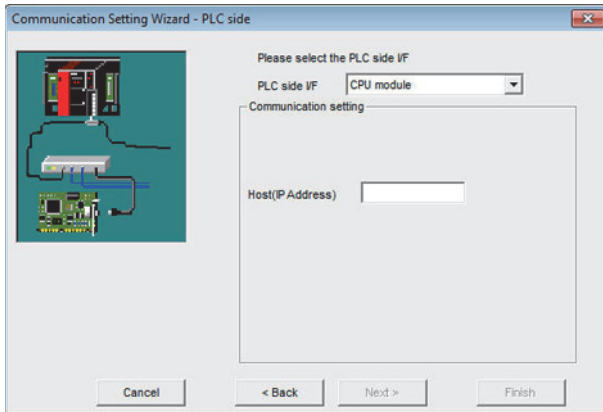 Communication Setting Wizard - PLC side
Please select the PLC side I/F
PLC side I/F CPU module
Communication setting
Host(IP Address)
Cancel < Back Next > Finish